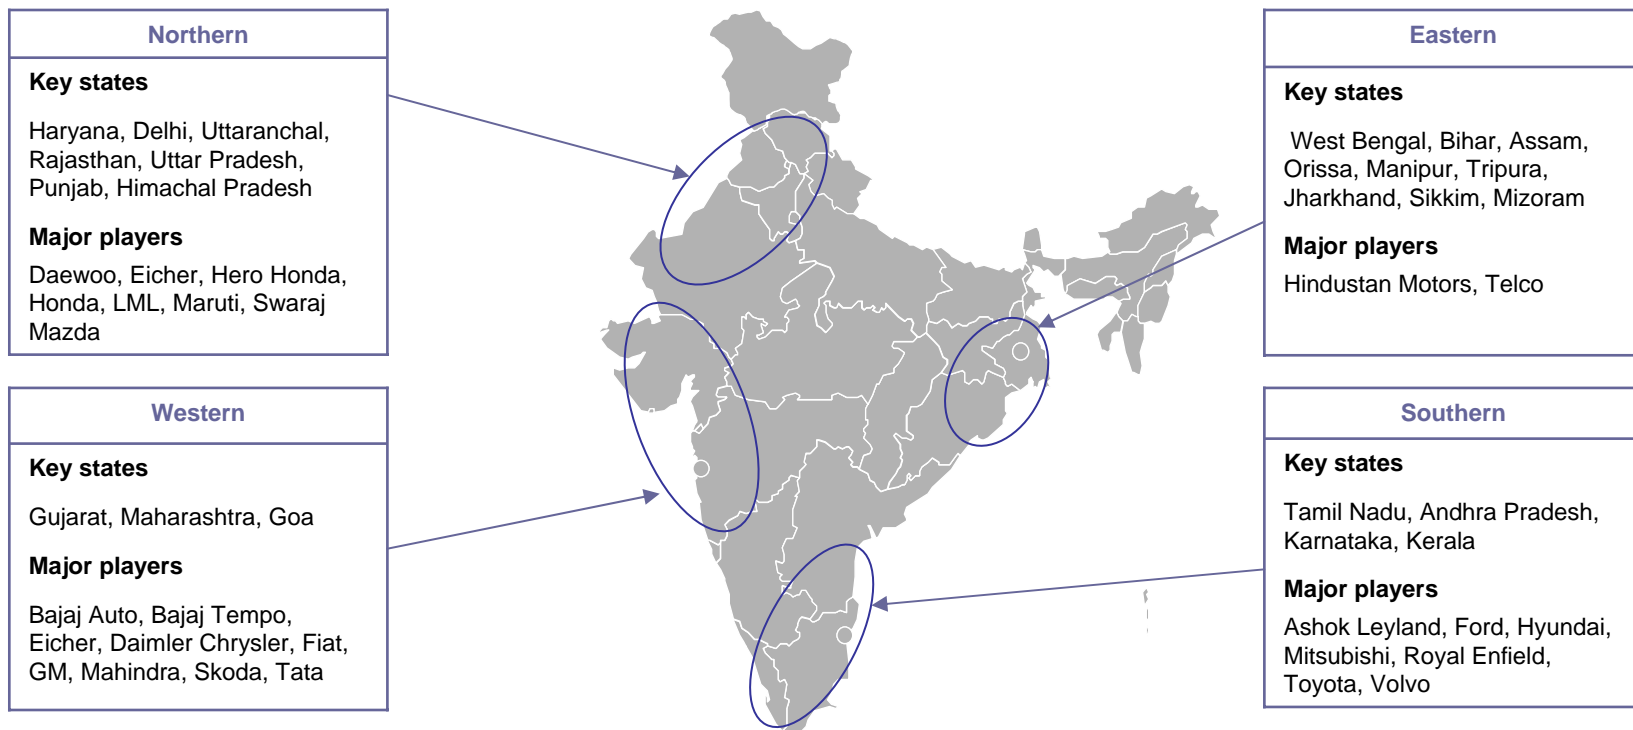 Northern
Key states
Haryana, Delhi, Uttaranchal,
Rajasthan, Uttar Pradesh,
Punjab, Himachal Pradesh
Major players
Daewoo, Eicher, Hero Honda,
Honda, LML, Maruti, Swaraj
Mazda
Eastern
Key states
West Bengal, Bihar, Assam,
Orissa, Manipur, Tripura,
Jharkhand, Sikkim, Mizoram
Major players
Hindustan Motors, Telco
Western
Key states
Gujarat, Maharashtra, Goa
Major players
Bajaj Auto, Bajaj Tempo,
Eicher, Daimler Chrysler, Fiat,
GM, Mahindra, Skoda, Tata
Southern
Key states
Tamil Nadu, Andhra Pradesh,
Karnataka, Kerala
Major players
Ashok Leyland, Ford, Hyundai,
Mitsubishi, Royal Enfield,
Toyota, Volvo